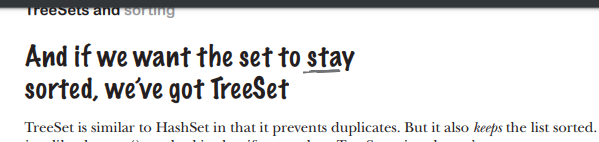 TreeSets and sorting
And if we want the set to stay
sorted, we've got TreeSet
TreeSet is similar to HashSet in that it prevents duplicates. But it also keeps the list sorted.